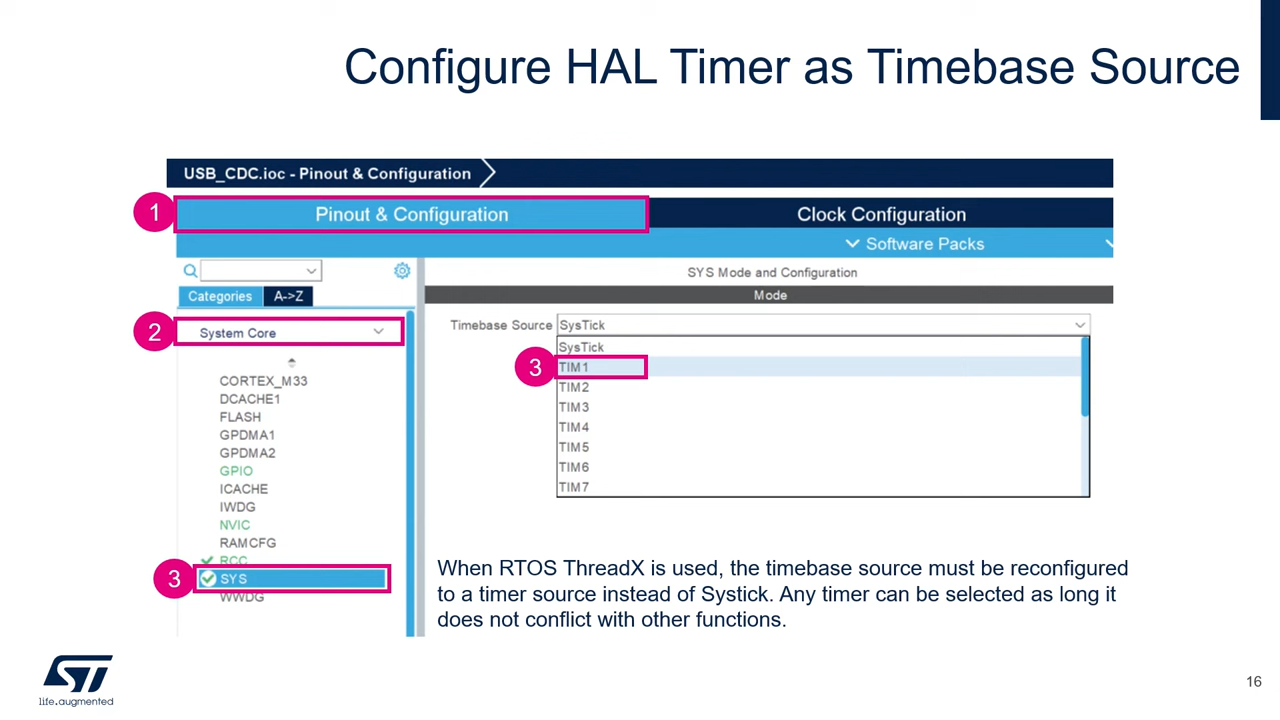 Configure HAL Timer as Timebase Source
USB_CDC.ioc - Pinout & Configuration
1
Pinout & Configuration
Clock Configuration
Software Packs
SYS Mode and Configuration
Categories
A->Z
Mode
2
System Core
Timebase Source
SysTick
SysTick
3
TIM1
TIM2
TIM3
TIM4
TIM5
TIM6
TIM7
CORTEX_M33
DCACHE1
FLASH
GPDMA1
GPDMA2
GPIO
ICACHE
IWDG
NVIC
RAMCFG
RCC
3
SYS
WWDG
When RTOS ThreadX is used, the timebase source must be reconfigured
to a timer source instead of Systick. Any timer can be selected as long it
does not conflict with other functions.
ST
life.augmented
16